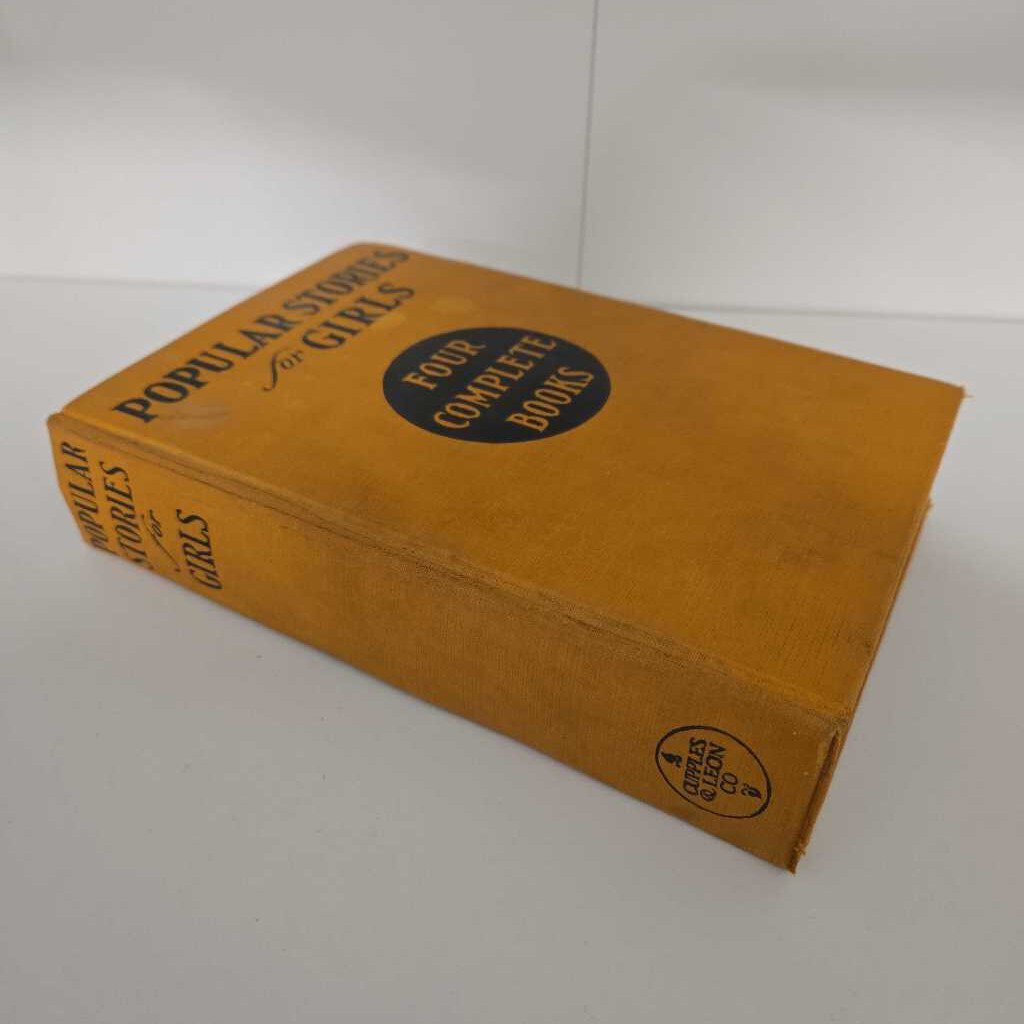 POPULAR STORIES
for GIRLS
FOUR
COMPLETE
BOOKS
POPULAR
STORIES
for
GIRLS
CUPPLES
& LEON
CO